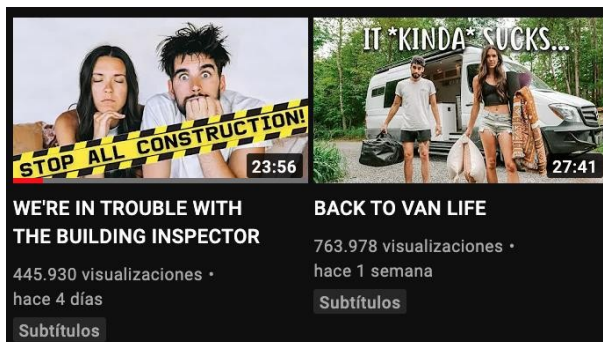 STOP ALL CONSTRUCTION!
23:56
WE'RE IN TROUBLE WITH
THE BUILDING INSPECTOR
445.930 visualizaciones •
hace 4 días
Subtítulos
IT *KINDA* SUCKS...
27:41
BACK TO VAN LIFE
763.978 visualizaciones •
hace 1 semana
Subtítulos